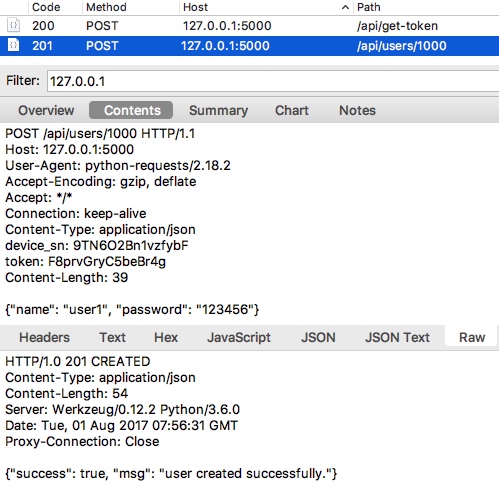 Code Method Host Path
200 POST 127.0.0.1:5000 /api/get-token
201 POST 127.0.0.1:5000 /api/users/1000
Filter: 127.0.0.1
Overview Contents Summary Chart Notes
POST /api/users/1000 HTTP/1.1
Host: 127.0.0.1:5000
User-Agent: python-requests/2.18.2
Accept-Encoding: gzip, deflate
Accept: */*
Connection: keep-alive
Content-Type: application/json
device_sn: 9TN6O2Bn1vzfybF
token: F8prvGryC5beBr4g
Content-Length: 39
{"name": "user1", "password": "123456"}
Headers Text Hex JavaScript JSON JSON Text Raw
HTTP/1.0 201 CREATED
Content-Type: application/json
Content-Length: 54
Server: Werkzeug/0.12.2 Python/3.6.0
Date: Tue, 01 Aug 2017 07:56:31 GMT
Proxy-Connection: Close
{"success": true, "msg": "user created successfully."}